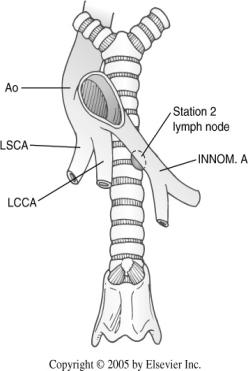 Ao
Station 2
lymph node
LSCA
INNOM. A
LCCA
Copyright © 2005 by Elsevier Inc.